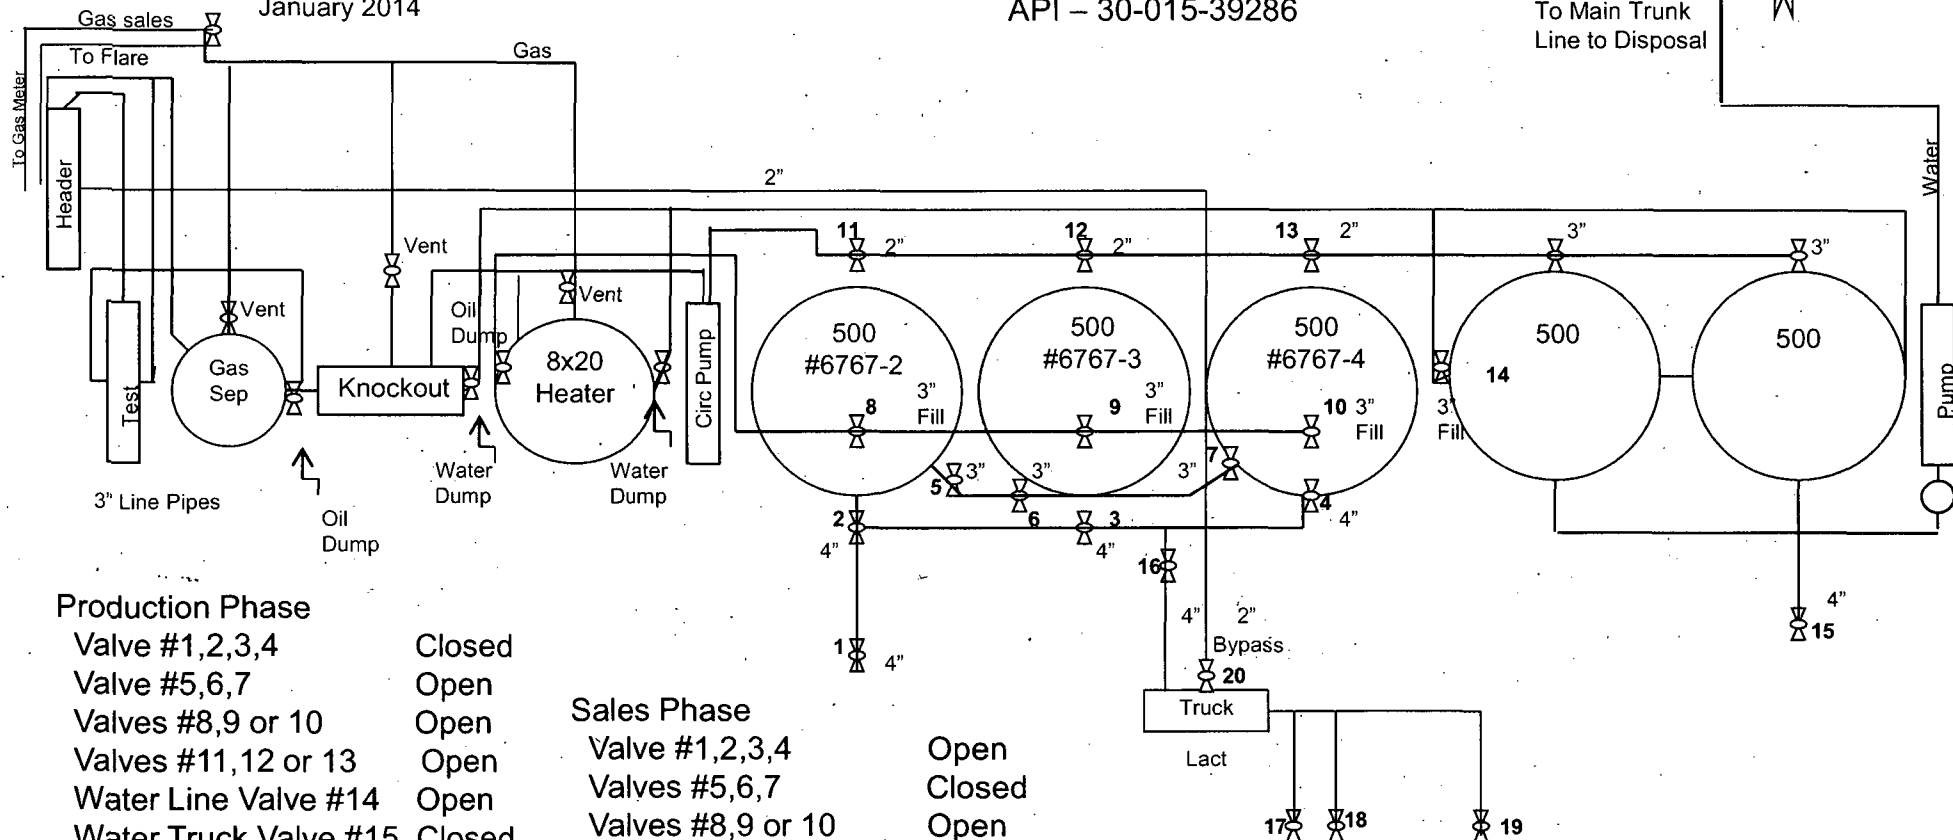 January 2014
API – 30-015-39286
To Main Trunk
Line to Disposal
Gas sales
To Flare
Gas
To Gas Meter
Header
Water
2”
11
2”
12
2”
13
2”
3”
3”
Vent
Vent
Vent
Oil
Dump
Gas
Sep
Knockout
8x20
Heater
Test
Circ Pump
500
#6767-2
500
#6767-3
500
#6767-4
500
500
14
Pump
3”
Fill
3”
Fill
3”
Fill
3”
Fill
8
9
10
7
5
3”
3”
3”
6
4
4”
2
4”
3
4”
Water
Dump
Water
Dump
3” Line Pipes
Oil
Dump
16
4”
2”
Bypass
20
4”
15
1
4”
Truck
Lact
17
18
19
Production Phase
Valve #1,2,3,4 Closed
Valve #5,6,7 Open
Valves #8,9 or 10 Open
Valves #11,12 or 13 Open
Water Line Valve #14 Open
Water Truck Valve #15 Closed
Sales Phase
Valve #1,2,3,4 Open
Valves #5,6,7 Closed
Valves #8,9 or 10 Open